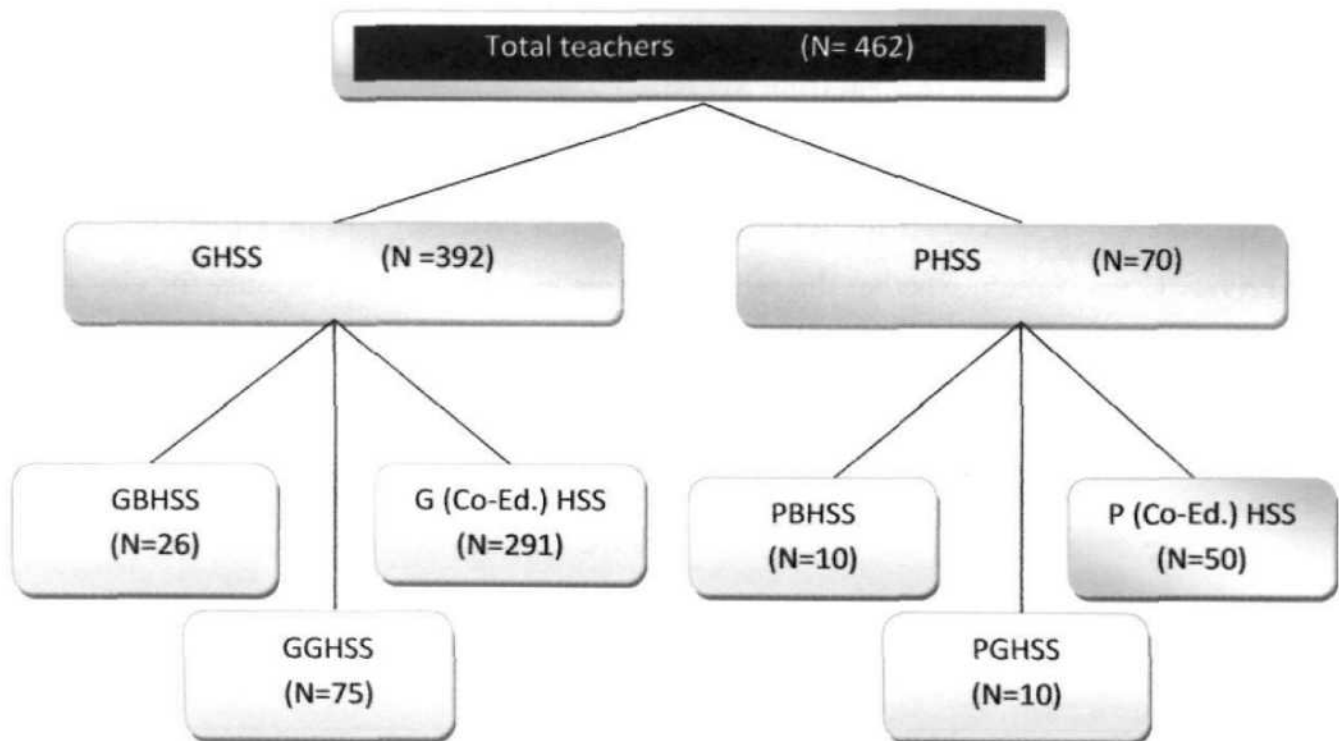 Total teachers (N= 462)
GHSS (N =392)
PHSS (N=70)
GBHSS
(N=26)
GGHSS
(N=75)
G (Co-Ed.) HSS
(N=291)
PBHSS
(N=10)
PGHSS
(N=10)
P (Co-Ed.) HSS
(N=50)